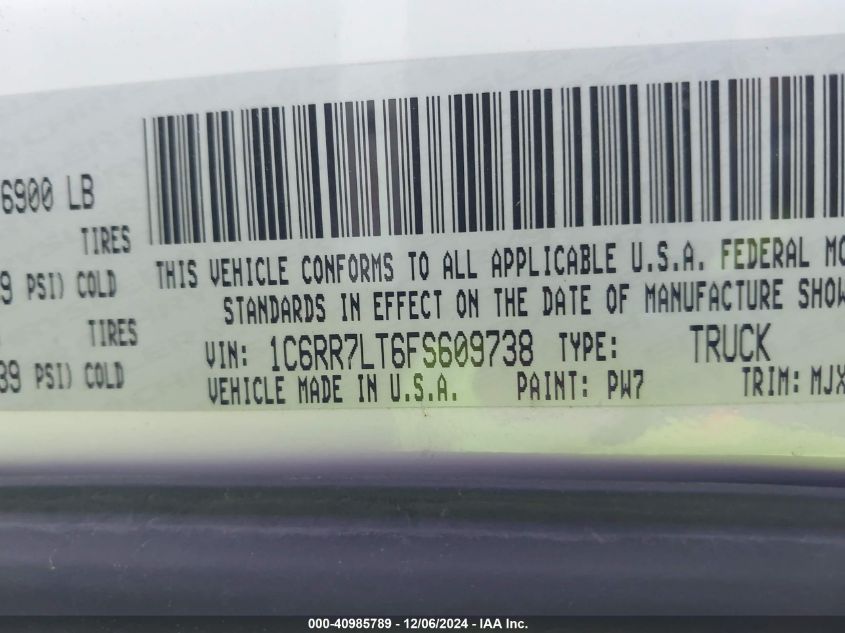 6900 LB
TIRES
9 PSI) COLD
TIRES
39 PSI) COLD
THIS VEHICLE CONFORMS TO ALL APPLICABLE U.S.A. FEDERAL MO
STANDARDS IN EFFECT ON THE DATE OF MANUFACTURE SHOW
VIN: 1C6RR7LT6FS609738 TYPE: TRUCK
VEHICLE MADE IN U.S.A. PAINT: PW7 TRIM: MJX
000-40985789 - 12/06/2024 - IAA Inc.